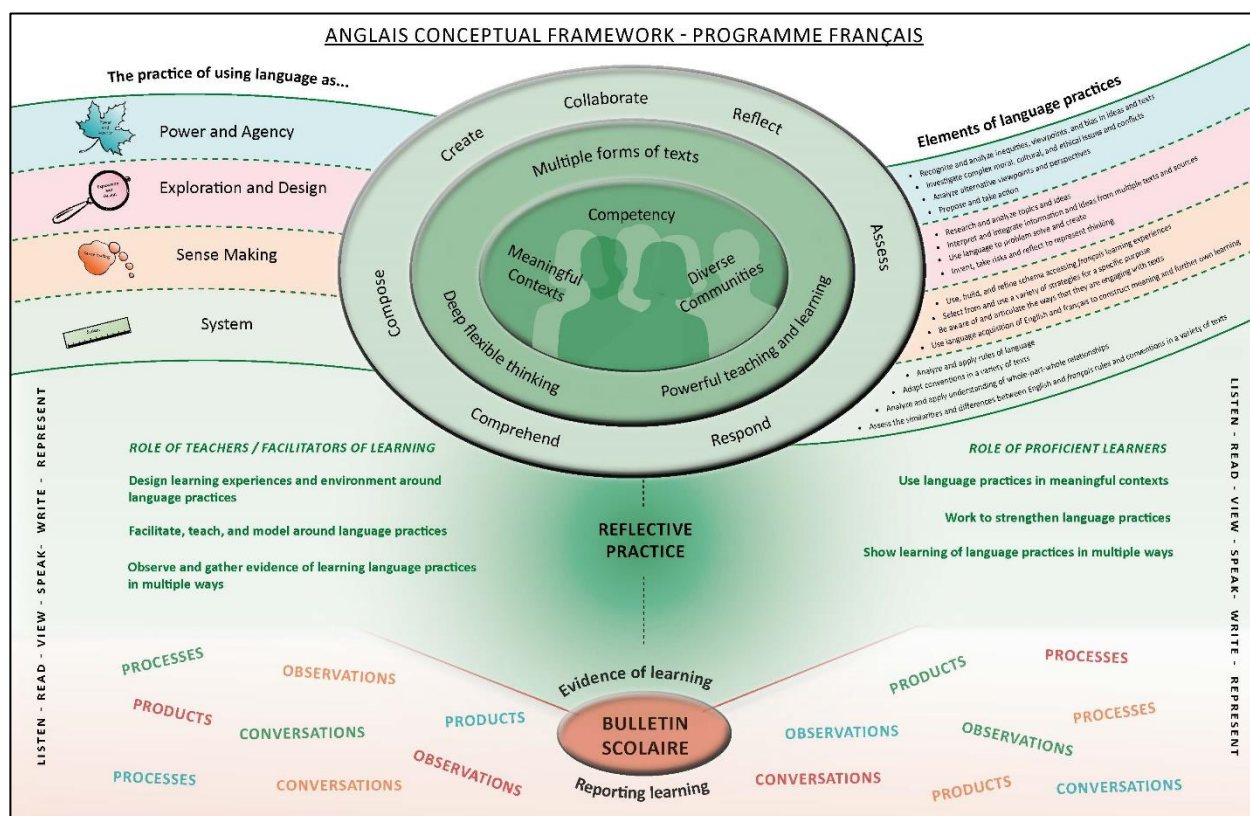 ANGLAIS CONCEPTUAL FRAMEWORK - PROGRAMME FRANÇAIS
The practice of using language as...
Power and Agency
Exploration and Design
Sense Making
System
Collaborate
Create
Reflect
Multiple forms of texts
Competency
Meaningful
Contexts
Diverse
Communities
Assess
Compose
Deep flexible thinking
Powerful teaching and learning
Comprehend
Respond
Elements of language practices
• Recognize and analyze inequities, viewpoints, and bias in ideas and texts
• Investigate complex moral, cultural, and ethical issues and conflicts
• Analyze alternative viewpoints and perspectives
• Propose and take action
• Research and analyze topics and ideas
• Interpret and integrate information and ideas from multiple texts and sources
• Use language to problem solve and create
• Invent, take risks and reflect to represent thinking
• Use, build, and refine schema accessing français learning experiences
• Select from and use a variety of strategies for a specific purpose
• Be aware of and articulate the ways that they are engaging with texts
• Use language acquisition of English and français to construct meaning and further own learning
• Analyze and apply rules of language
• Adapt conventions in a variety of texts
• Analyze and apply understanding of whole-part-whole relationships
• Assess the similarities and differences between English and français rules and conventions in a variety of texts
LISTEN - READ - VIEW - SPEAK- WRITE - REPRESENT
ROLE OF TEACHERS / FACILITATORS OF LEARNING
Design learning experiences and environment around
language practices
Facilitate, teach, and model around language practices
Observe and gather evidence of learning language practices
in multiple ways
REFLECTIVE
PRACTICE
ROLE OF PROFICIENT LEARNERS
Use language practices in meaningful contexts
Work to strengthen language practices
Show learning of language practices in multiple ways
LISTEN - READ - VIEW - SPEAK- WRITE - REPRESENT
PROCESSES
OBSERVATIONS
PRODUCTS
CONVERSATIONS
PRODUCTS
OBSERVATIONS
PROCESSES
CONVERSATIONS
Evidence of learning
BULLETIN
SCOLAIRE
Reporting learning
PRODUCTS
PROCESSES
OBSERVATIONS
PROCESSES
OBSERVATIONS
CONVERSATIONS
PRODUCTS
CONVERSATIONS